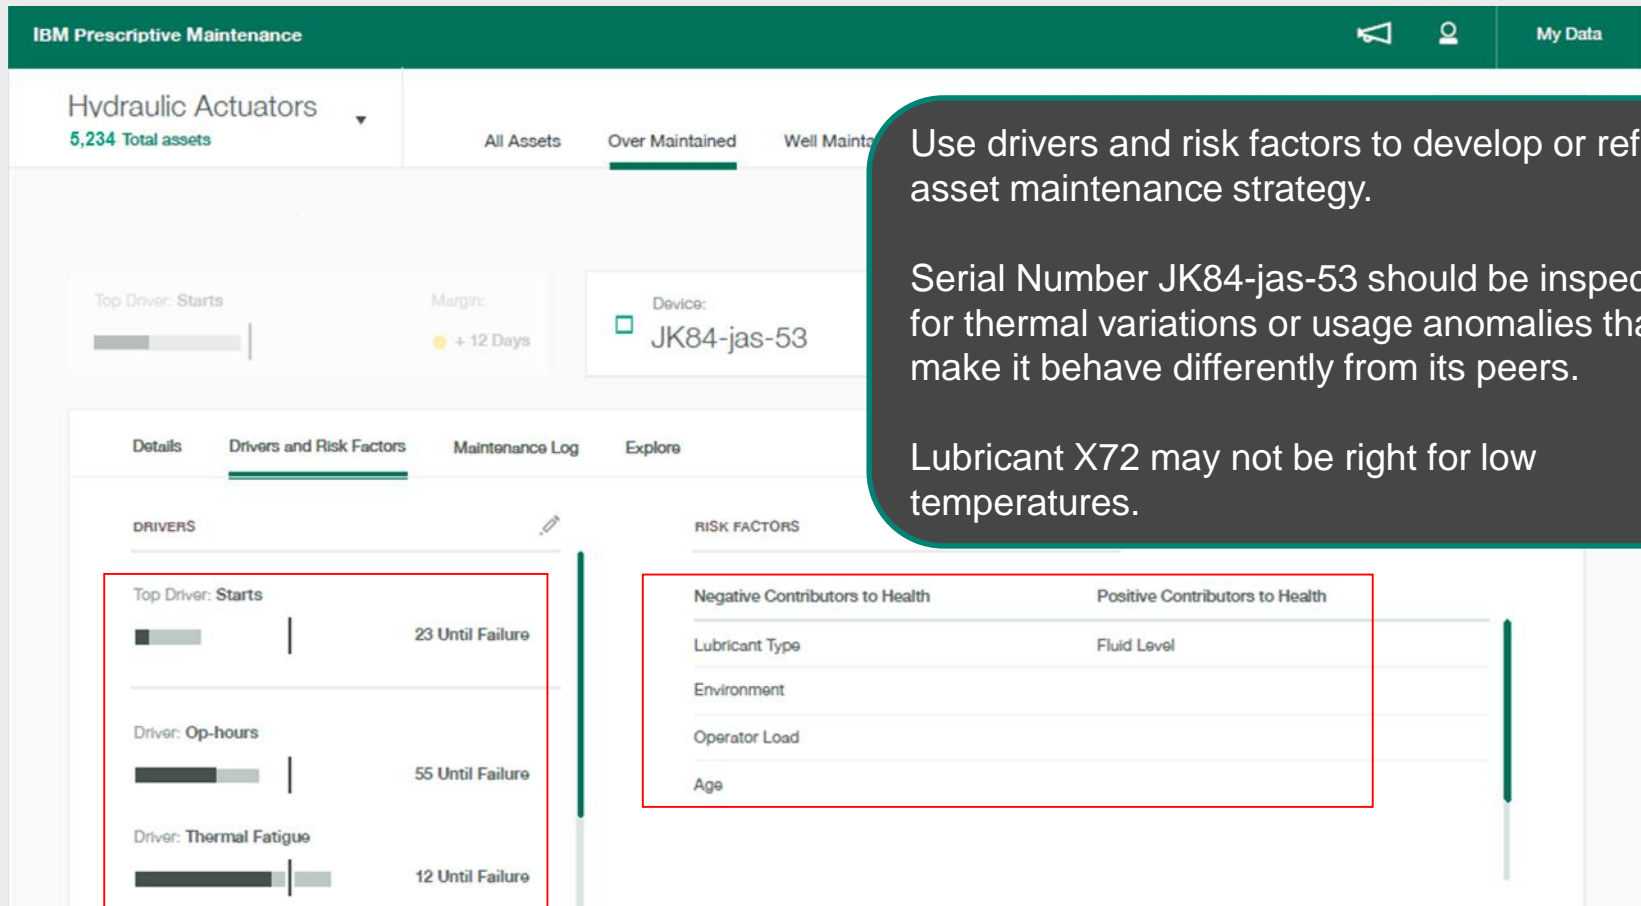 IBM Prescriptive Maintenance
My Data
Hydraulic Actuators
5,234 Total assets
All Assets
Over Maintained
Well Mainta
Use drivers and risk factors to develop or ref
asset maintenance strategy.
Serial Number JK84-jas-53 should be inspec
for thermal variations or usage anomalies tha
make it behave differently from its peers.
Lubricant X72 may not be right for low
temperatures.
Top Driver: Starts
Margin:
+ 12 Days
Device:
JK84-jas-53
Details
Drivers and Risk Factors
Maintenance Log
Explore
DRIVERS
Top Driver: Starts
23 Until Failure
Driver: Op-hours
55 Until Failure
Driver: Thermal Fatigue
12 Until Failure
RISK FACTORS
Negative Contributors to Health
Positive Contributors to Health
Lubricant Type
Fluid Level
Environment
Operator Load
Age